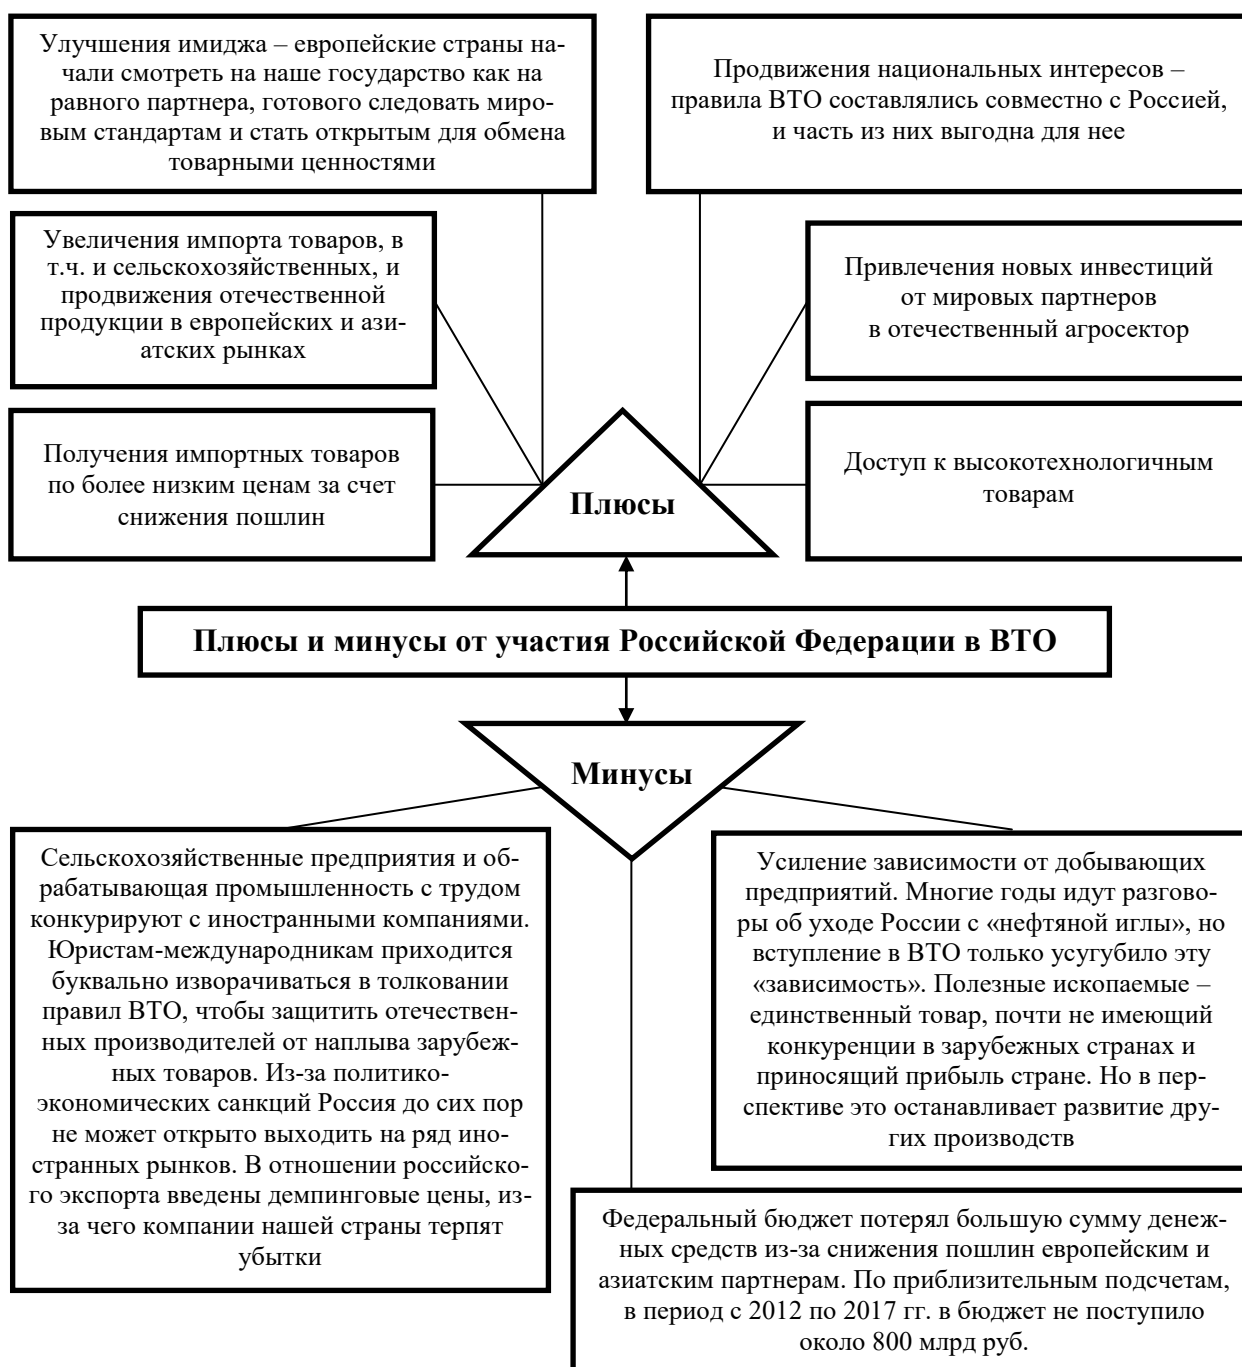 Улучшения имиджа – европейские страны на-
чали смотреть на наше государство как на
равного партнера, готового следовать миро-
вым стандартам и стать открытым для обмена
товарными ценностями
Продвижения национальных интересов –
правила ВТО составлялись совместно с Россией,
и часть из них выгодна для нее
Увеличения импорта товаров, в
т.ч. и сельскохозяйственных, и
продвижения отечественной
продукции в европейских и ази-
атских рынках
Привлечения новых инвестиций
от мировых партнеров
в отечественный агросектор
Получения импортных товаров
по более низким ценам за счет
снижения пошлин
Доступ к высокотехнологичным
товарам
Плюсы
Плюсы и минусы от участия Российской Федерации в ВТО
Минусы
Сельскохозяйственные предприятия и об-
рабатывающая промышленность с трудом
конкурируют с иностранными компаниями.
Юристам-международникам приходится
буквально изворачиваться в толковании
правил ВТО, чтобы защитить отечествен-
ных производителей от наплыва зарубеж-
ных товаров. Из-за политико-
экономических санкций Россия до сих пор
не может открыто выходить на ряд ино-
странных рынков. В отношении российско-
го экспорта введены демпинговые цены, из-
за чего компании нашей страны терпят
убытки
Усиление зависимости от добывающих
предприятий. Многие годы идут разгово-
ры об уходе России с «нефтяной иглы», но
вступление в ВТО только усугубило эту
«зависимость». Полезные ископаемые –
единственный товар, почти не имеющий
конкуренции в зарубежных странах и
приносящий прибыль стране. Но в пер-
спективе это останавливает развитие дру-
гих производств
Федеральный бюджет потерял большую сумму денеж-
ных средств из-за снижения пошлин европейским и
азиатским партнерам. По приблизительным подсчетам,
в период с 2012 по 2017 гг. в бюджет не поступило
около 800 млрд руб.